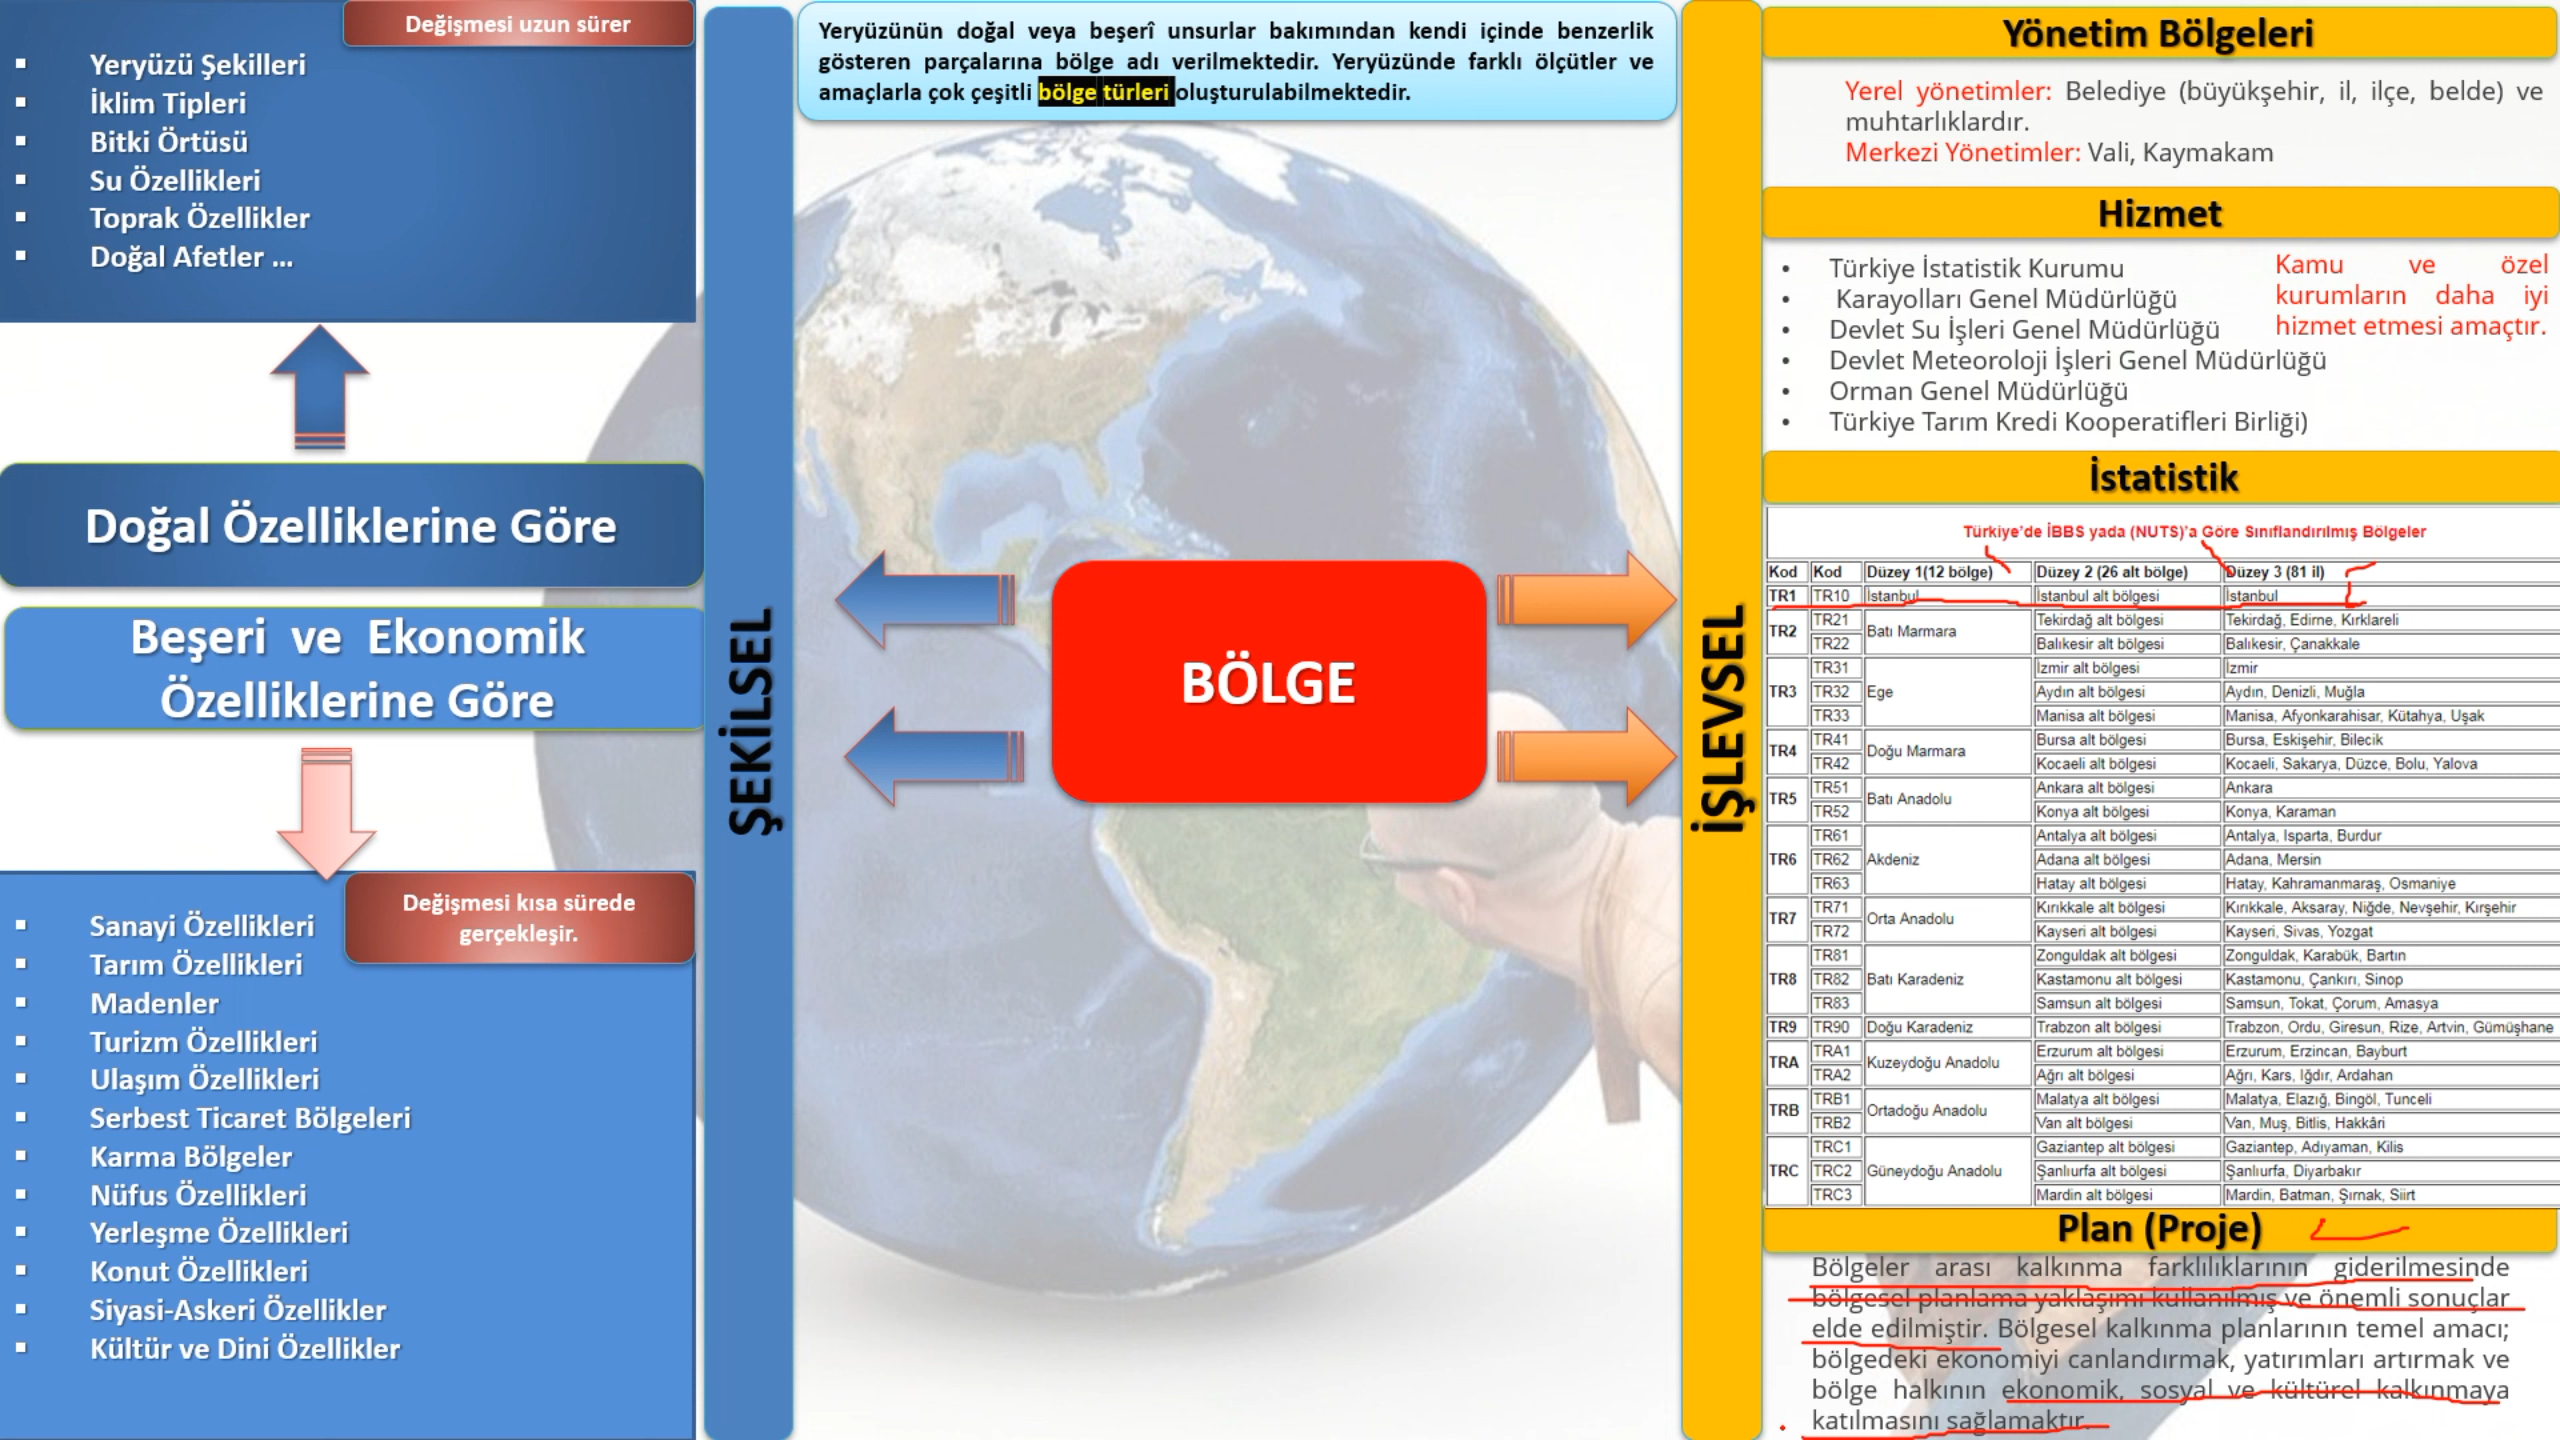 Değişmesi uzun sürer
Yeryüzü Şekilleri
İklim Tipleri
Bitki Örtüsü
Su Özellikleri
Toprak Özellikler
Doğal Afetler ...
Doğal Özelliklerine Göre
Beşeri ve Ekonomik
Özelliklerine Göre
Değişmesi kısa sürede
gerçekleşir.
Sanayi Özellikleri
Tarım Özellikleri
Madenler
Turizm Özellikleri
Ulaşım Özellikleri
Serbest Ticaret Bölgeleri
Karma Bölgeler
Nüfus Özellikleri
Yerleşme Özellikleri
Konut Özellikleri
Siyasi-Askeri Özellikler
Kültür ve Dini Özellikler
ŞEKİLSEL
Yeryüzünün doğal veya beşerî unsurlar bakımından kendi içinde benzerlik
gösteren parçalarına bölge adı verilmektedir. Yeryüzünde farklı ölçütler ve
amaçlarla çok çeşitli bölge türleri oluşturulabilmektedir.
BÖLGE
İŞLEVSEL
Yönetim Bölgeleri
Yerel yönetimler: Belediye (büyükşehir, il, ilçe, belde) ve
muhtarlıklardır.
Merkezi Yönetimler: Vali, Kaymakam
Hizmet
Türkiye İstatistik Kurumu
Karayolları Genel Müdürlüğü
Devlet Su İşleri Genel Müdürlüğü
Devlet Meteoroloji İşleri Genel Müdürlüğü
Orman Genel Müdürlüğü
Türkiye Tarım Kredi Kooperatifleri Birliği)
Kamu ve özel
kurumların daha iyi
hizmet etmesi amaçtır.
İstatistik
Türkiye'de İBBS yada (NUTS)'a Göre Sınıflandırılmış Bölgeler
Kod Kod Düzey 1(12 bölge) Düzey 2 (26 alt bölge) Düzey 3 (81 il)
TR1 TR10 İstanbul İstanbul alt bölgesi İstanbul
TR2 TR21 Batı Marmara Tekirdağ alt bölgesi Tekirdağ, Edirne, Kırklareli
TR22 Balıkesir alt bölgesi Balıkesir, Çanakkale
TR3 TR31 Ege İzmir alt bölgesi İzmir
TR32 Aydın alt bölgesi Aydın, Denizli, Muğla
TR33 Manisa alt bölgesi Manisa, Afyonkarahisar, Kütahya, Uşak
TR4 TR41 Doğu Marmara Bursa alt bölgesi Bursa, Eskişehir, Bilecik
TR42 Kocaeli alt bölgesi Kocaeli, Sakarya, Düzce, Bolu, Yalova
TR5 TR51 Batı Anadolu Ankara alt bölgesi Ankara
TR52 Konya alt bölgesi Konya, Karaman
TR6 TR61 Akdeniz Antalya alt bölgesi Antalya, Isparta, Burdur
TR62 Adana alt bölgesi Adana, Mersin
TR63 Hatay alt bölgesi Hatay, Kahramanmaraş, Osmaniye
TR7 TR71 Orta Anadolu Kırıkkale alt bölgesi Kırıkkale, Aksaray, Niğde, Nevşehir, Kırşehir
TR72 Kayseri alt bölgesi Kayseri, Sivas, Yozgat
TR8 TR81 Batı Karadeniz Zonguldak alt bölgesi Zonguldak, Karabük, Bartın
TR82 Kastamonu alt bölgesi Kastamonu, Çankırı, Sinop
TR83 Samsun alt bölgesi Samsun, Tokat, Çorum, Amasya
TR9 TR90 Doğu Karadeniz Trabzon alt bölgesi Trabzon, Ordu, Giresun, Rize, Artvin, Gümüşhane
TRA TRA1 Kuzeydoğu Anadolu Erzurum alt bölgesi Erzurum, Erzincan, Bayburt
TRA2 Ağrı alt bölgesi Ağrı, Kars, Iğdır, Ardahan
TRB TRB1 Ortadoğu Anadolu Malatya alt bölgesi Malatya, Elazığ, Bingöl, Tunceli
TRB2 Van alt bölgesi Van, Muş, Bitlis, Hakkâri
TRC TRC1 Güneydoğu Anadolu Gaziantep alt bölgesi Gaziantep, Adıyaman, Kilis
TRC2 Şanlıurfa alt bölgesi Şanlıurfa, Diyarbakır
TRC3 Mardin alt bölgesi Mardin, Batman, Şırnak, Siirt
Plan (Proje)
Bölgeler arası kalkınma farklılıklarının giderilmesinde
bölgesel planlama yaklaşımı kullanılmış ve önemli sonuçlar
elde edilmiştir. Bölgesel kalkınma planlarının temel amacı;
bölgedeki ekonomiyi canlandırmak, yatırımları artırmak ve
bölge halkının ekonomik, sosyal ve kültürel kalkınmaya
katılmasını sağlamaktır.